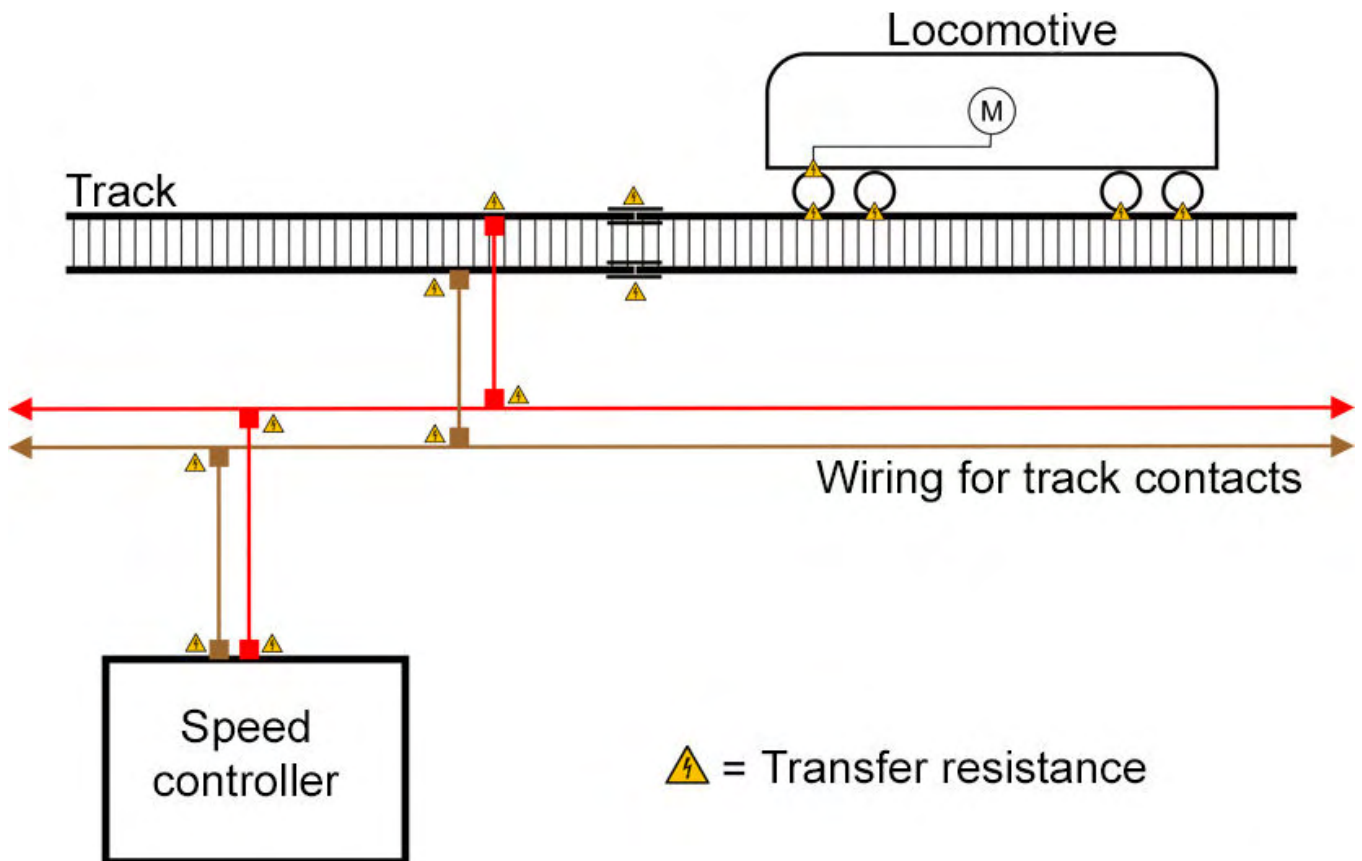 Locomotive
M
Track
Wiring for track contacts
Speed
controller
= Transfer resistance